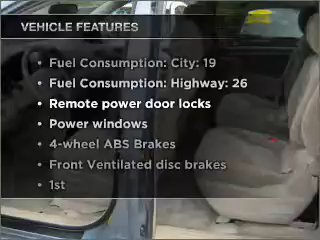 VEHICLE FEATURES
• Fuel Consumption: City: 19
• Fuel Consumption: Highway: 26
• Remote power door locks
• Power windows
• 4-wheel ABS Brakes
• Front Ventilated disc brakes
• 1st